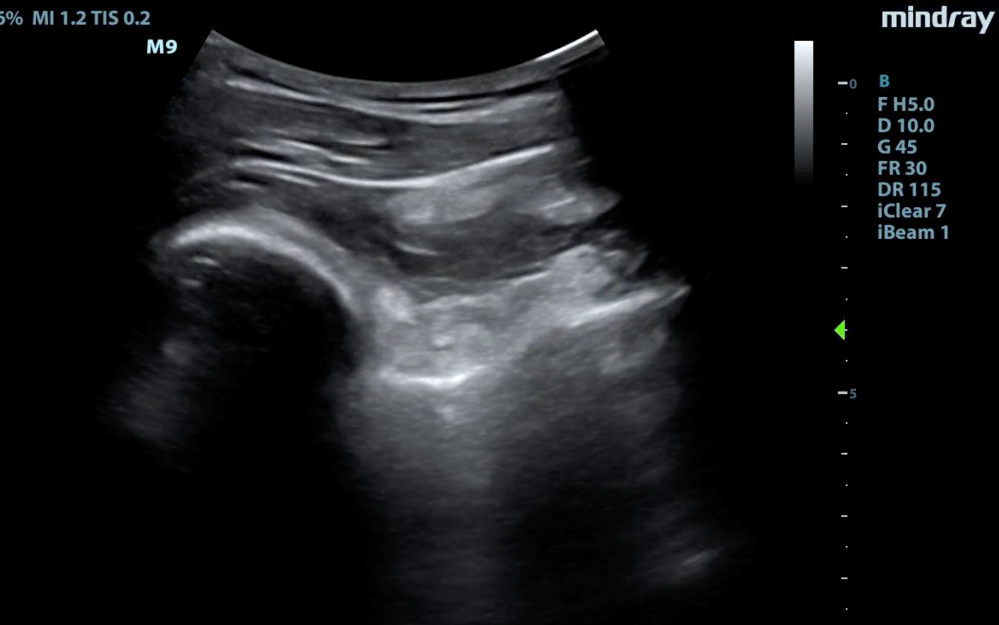 6% MI 1.2 TIS 0.2
mindray
M9
0
B
F H5.0
D 10.0
G 45
FR 30
DR 115
iClear 7
iBeam 1
5